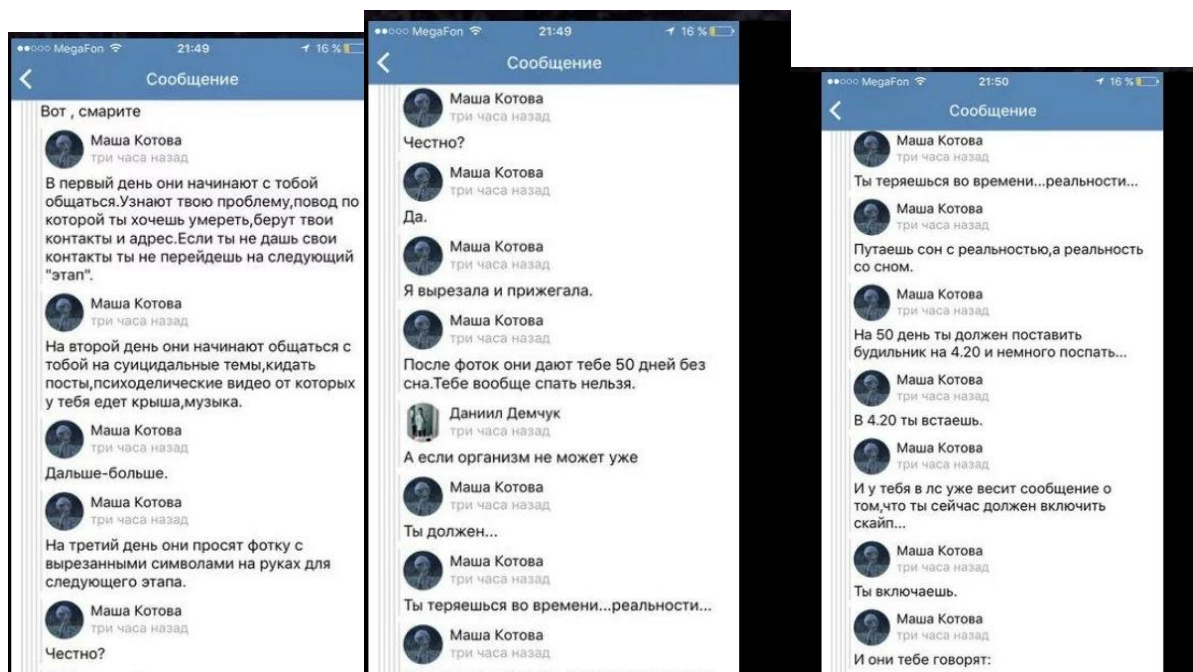 ●●○○○ MegaFon 21:49 16 %
Сообщение
Вот , смарите
Маша Котова
три часа назад
В первый день они начинают с тобой
общаться.Узнают твою проблему,повод по
которой ты хочешь умереть,берут твои
контакты и адрес.Если ты не дашь свои
контакты ты не перейдешь на следующий
"этап".
Маша Котова
три часа назад
На второй день они начинают общаться с
тобой на суицидальные темы,кидать
посты,психоделические видео от которых
у тебя едет крыша,музыка.
Маша Котова
три часа назад
Дальше-больше.
Маша Котова
три часа назад
На третий день они просят фотку с
вырезанными символами на руках для
следующего этапа.
Маша Котова
три часа назад
Честно?
●●○○○ MegaFon 21:49 16 %
Сообщение
Маша Котова
три часа назад
Честно?
Маша Котова
три часа назад
Да.
Маша Котова
три часа назад
Я вырезала и прижегала.
Маша Котова
три часа назад
После фоток они дают тебе 50 дней без
сна.Тебе вообще спать нельзя.
Даниил Демчук
три часа назад
А если организм не может уже
Маша Котова
три часа назад
Ты должен...
Маша Котова
три часа назад
Ты теряешься во времени...реальности...
Маша Котова
три часа назад
●●○○○ MegaFon 21:50 16 %
Сообщение
Маша Котова
три часа назад
Ты теряешься во времени...реальности...
Маша Котова
три часа назад
Путаешь сон с реальностью,а реальность
со сном.
Маша Котова
три часа назад
На 50 день ты должен поставить
будильник на 4.20 и немного поспать...
Маша Котова
три часа назад
В 4.20 ты встаешь.
Маша Котова
три часа назад
И у тебя в лс уже весит сообщение о
том,что ты сейчас должен включить
скайп...
Маша Котова
три часа назад
Ты включаешь.
Маша Котова
три часа назад
И они тебе говорят: